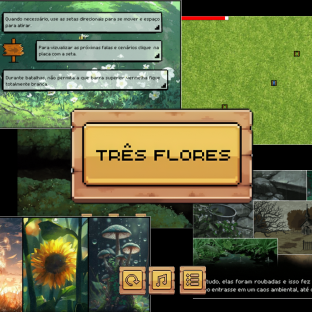 Quando necessário, use as setas direcionais para se mover e espaço
para atirar.
Para visualizar as próximas falas e cenários clique na
placa com a seta.
Durante batalhas, não permita a que barra superior vermelha fique
totalmente branca.
TRÊS FLORES
tudo, elas foram roubadas e isso fez
o entrasse em um caos ambiental, até